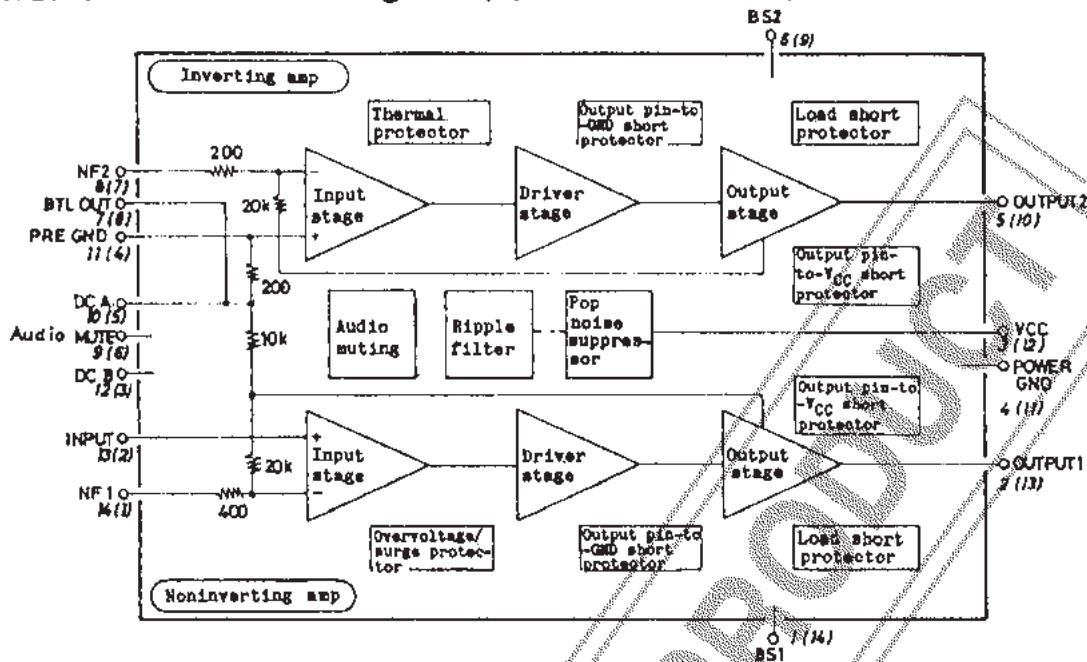 BS2
6 (9)
Inverting amp
Thermal
protector
Output pin-to
-GND short
protector
Load short
protector
NF2
8(7)
200
20k
Input
stage
Driver
stage
Output
stage
BTL OUT
7 (8)
PRE GND
11 (4)
OUTPUT2
5 (10)
200
Output pin-
to-VCC short
protector
DC A
10 (5)
Audio MUTE
9 (6)
10k
Audio
muting
Ripple
filter
Pop
noise
suppres-
sor
VCC
3 (12)
DC B
12 (3)
POWER
GND
4 (11)
Output pin-to
-VCC short
protector
INPUT
13(2)
20k
Input
stage
Driver
stage
Output
stage
OUTPUT1
2 (13)
NF1
14(1)
400
Overvoltage/
surge protec-
tor
Output pin-to
-GND short
protector
Load short
protector
Noninverting amp
1 (14)
BS1
PRODUCT